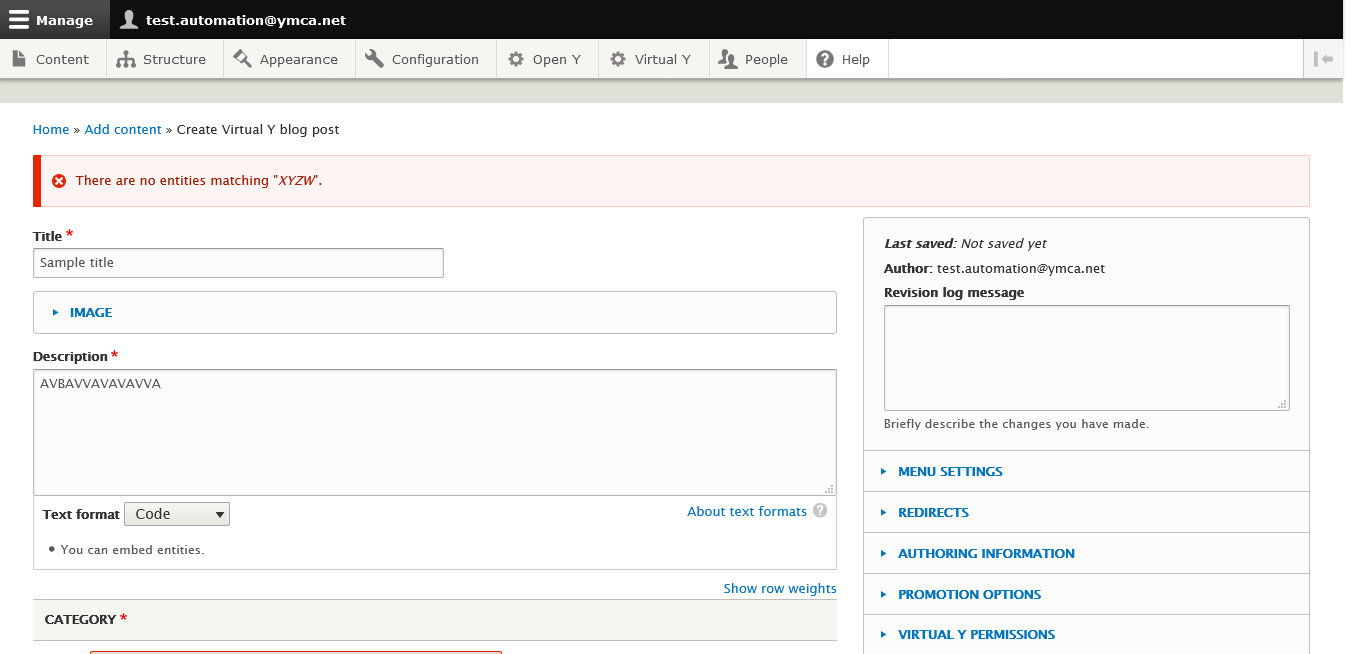 Manage test.automation@ymca.net
Content Structure Appearance Configuration Open Y Virtual Y People Help
Home » Add content » Create Virtual Y blog post
There are no entities matching "XYZW".
Title *
Sample title
IMAGE
Description *
AVBAVVAVAVAVVA
Text format Code About text formats ?
• You can embed entities.
Show row weights
CATEGORY *
Last saved: Not saved yet
Author: test.automation@ymca.net
Revision log message
Briefly describe the changes you have made.
MENU SETTINGS
REDIRECTS
AUTHORING INFORMATION
PROMOTION OPTIONS
VIRTUAL Y PERMISSIONS